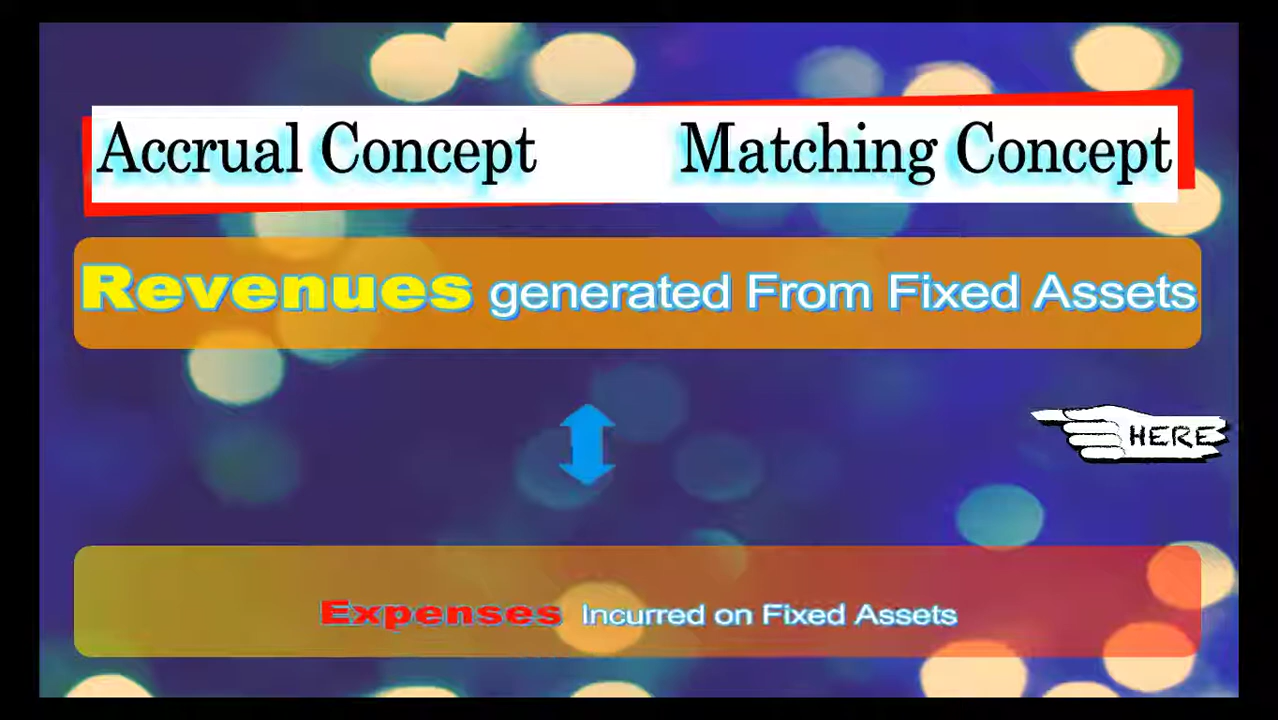 Accrual Concept Matching Concept
Revenues generated From Fixed Assets
HERE
Expenses Incurred on Fixed Assets